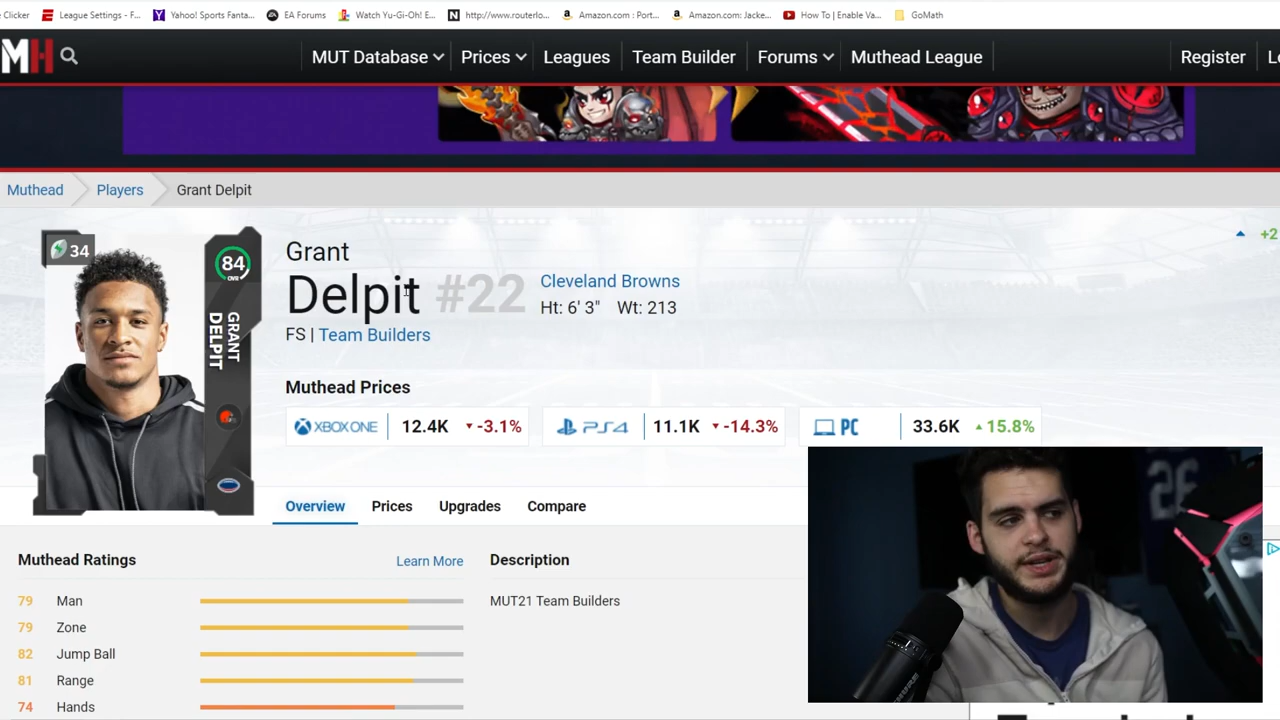 e Clicker League Settings - F... Yahoo! Sports Fanta... EA Forums Watch Yu-Gi-Oh! E... http://www.routerlo... Amazon.com : Port... Amazon.com: Jacke... How To | Enable Va... GoMath
MH MUT Database Prices Leagues Team Builder Forums Muthead League Register
Muthead Players Grant Delpit
34
84
OVR
GRANT
DELPIT
Grant
Delpit #22
Cleveland Browns
Ht: 6' 3" Wt: 213
FS | Team Builders
+2
Muthead Prices
XBOX ONE 12.4K -3.1% PS4 11.1K -14.3% PC 33.6K 15.8%
Overview Prices Upgrades Compare
Muthead Ratings Learn More
79 Man
79 Zone
82 Jump Ball
81 Range
74 Hands
Description
MUT21 Team Builders
26